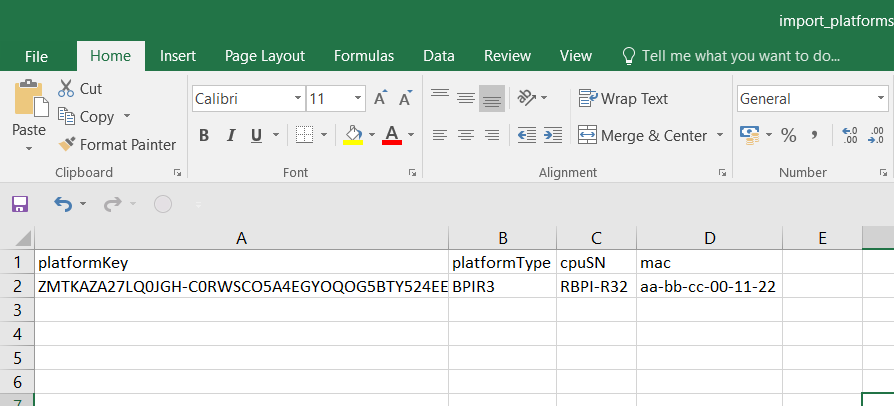 import_platforms
File Home Insert Page Layout Formulas Data Review View Tell me what you want to do...
Cut
Copy
Format Painter
Paste
Clipboard
Calibri 11 A A
B I U A
Font
Wrap Text
Merge & Center
Alignment
General
% , .0 .00 .00 .0
Number
A B C D E
1 platformKey platformType cpuSN mac
2 ZMTKAZA27LQ0JGH-C0RWSCO5A4EGYOQOG5BTY524EE BPIR3 RBPI-R32 aa-bb-cc-00-11-22
3
4
5
6
7